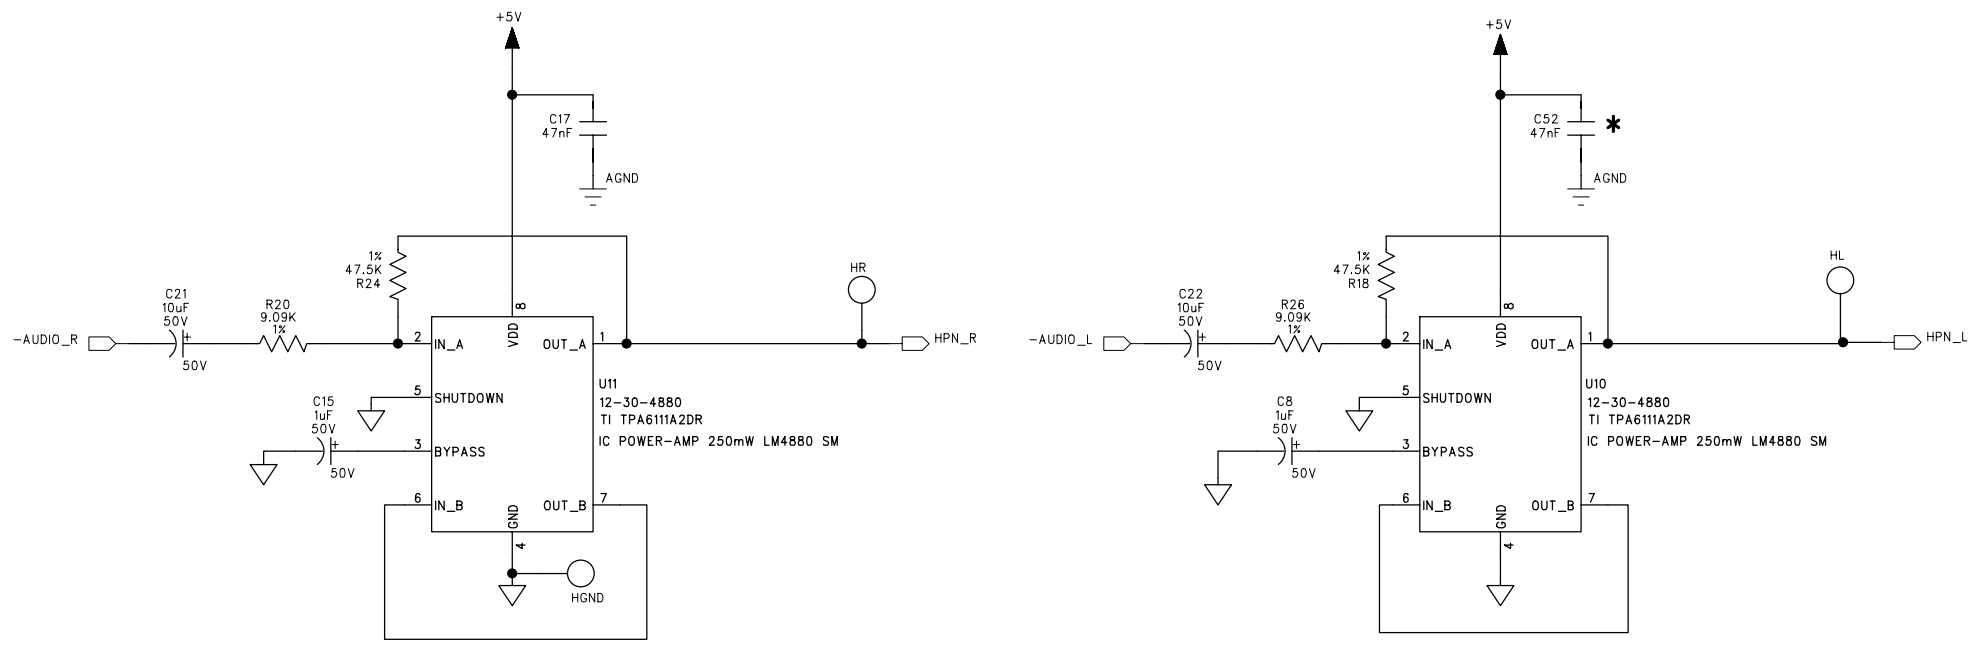 +5V
C17
47nF
AGND
1%
47.5K
R24
HR
C21
10uF
50V
+
50V
R20
9.09K
1%
-AUDIO_R
2
IN_A
8
VDD
OUT_A
1
HPN_R
5
SHUTDOWN
U11
12-30-4880
TI TPA6111A2DR
IC POWER-AMP 250mW LM4880 SM
C15
1uF
50V
+
50V
3
BYPASS
6
IN_B
GND
4
OUT_B
7
HGND
+5V
C52
47nF
*
AGND
1%
47.5K
R18
HL
C22
10uF
50V
+
50V
R26
9.09K
1%
-AUDIO_L
2
IN_A
8
VDD
OUT_A
1
HPN_L
5
SHUTDOWN
U10
12-30-4880
TI TPA6111A2DR
IC POWER-AMP 250mW LM4880 SM
C8
1uF
50V
+
50V
3
BYPASS
6
IN_B
GND
4
OUT_B
7